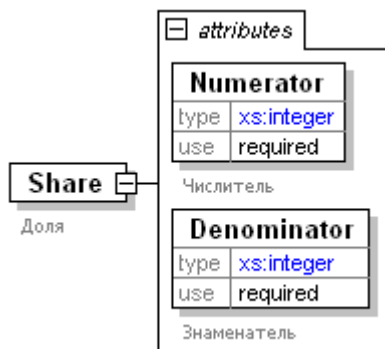 attributes
Numerator
type xs:integer
use required
Числитель
Share
Доля
Denominator
type xs:integer
use required
Знаменатель